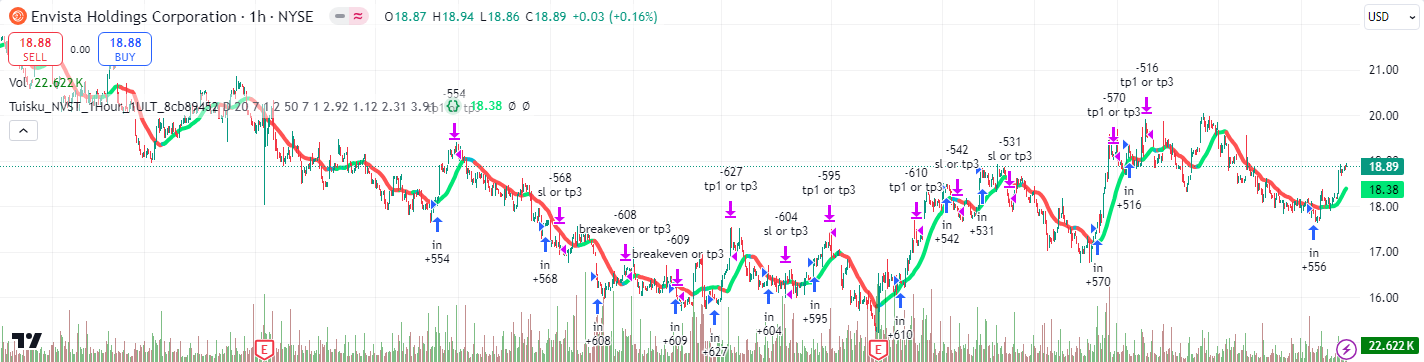 Envista Holdings Corporation · 1h · NYSE O18.87 H18.94 L18.86 C18.89 +0.03 (+0.16%)
USD
18.88
SELL
0.00
18.88
BUY
Vol 22.622 K
Tuisku_NVST_1Hour_1ULT_8cb89452 D 20 7 1 2 50 7 1 2.92 1.12 2.31 3.9 18.38 Ø Ø
-554
tp1 or tp3
in
+554
-568
sl or tp3
in
+568
-608
breakeven or tp3
in
+608
-609
breakeven or tp3
in
+609
-627
tp1 or tp3
in
+627
-604
sl or tp3
in
+604
-595
tp1 or tp3
in
+595
-610
tp1 or tp3
in
+610
-542
sl or tp3
in
+542
-531
sl or tp3
in
+531
-570
tp1 or tp3
in
+570
-516
tp1 or tp3
in
+516
in
+556
E
E
21.00
20.00
18.89
18.38
18.00
17.00
16.00
22.622 K